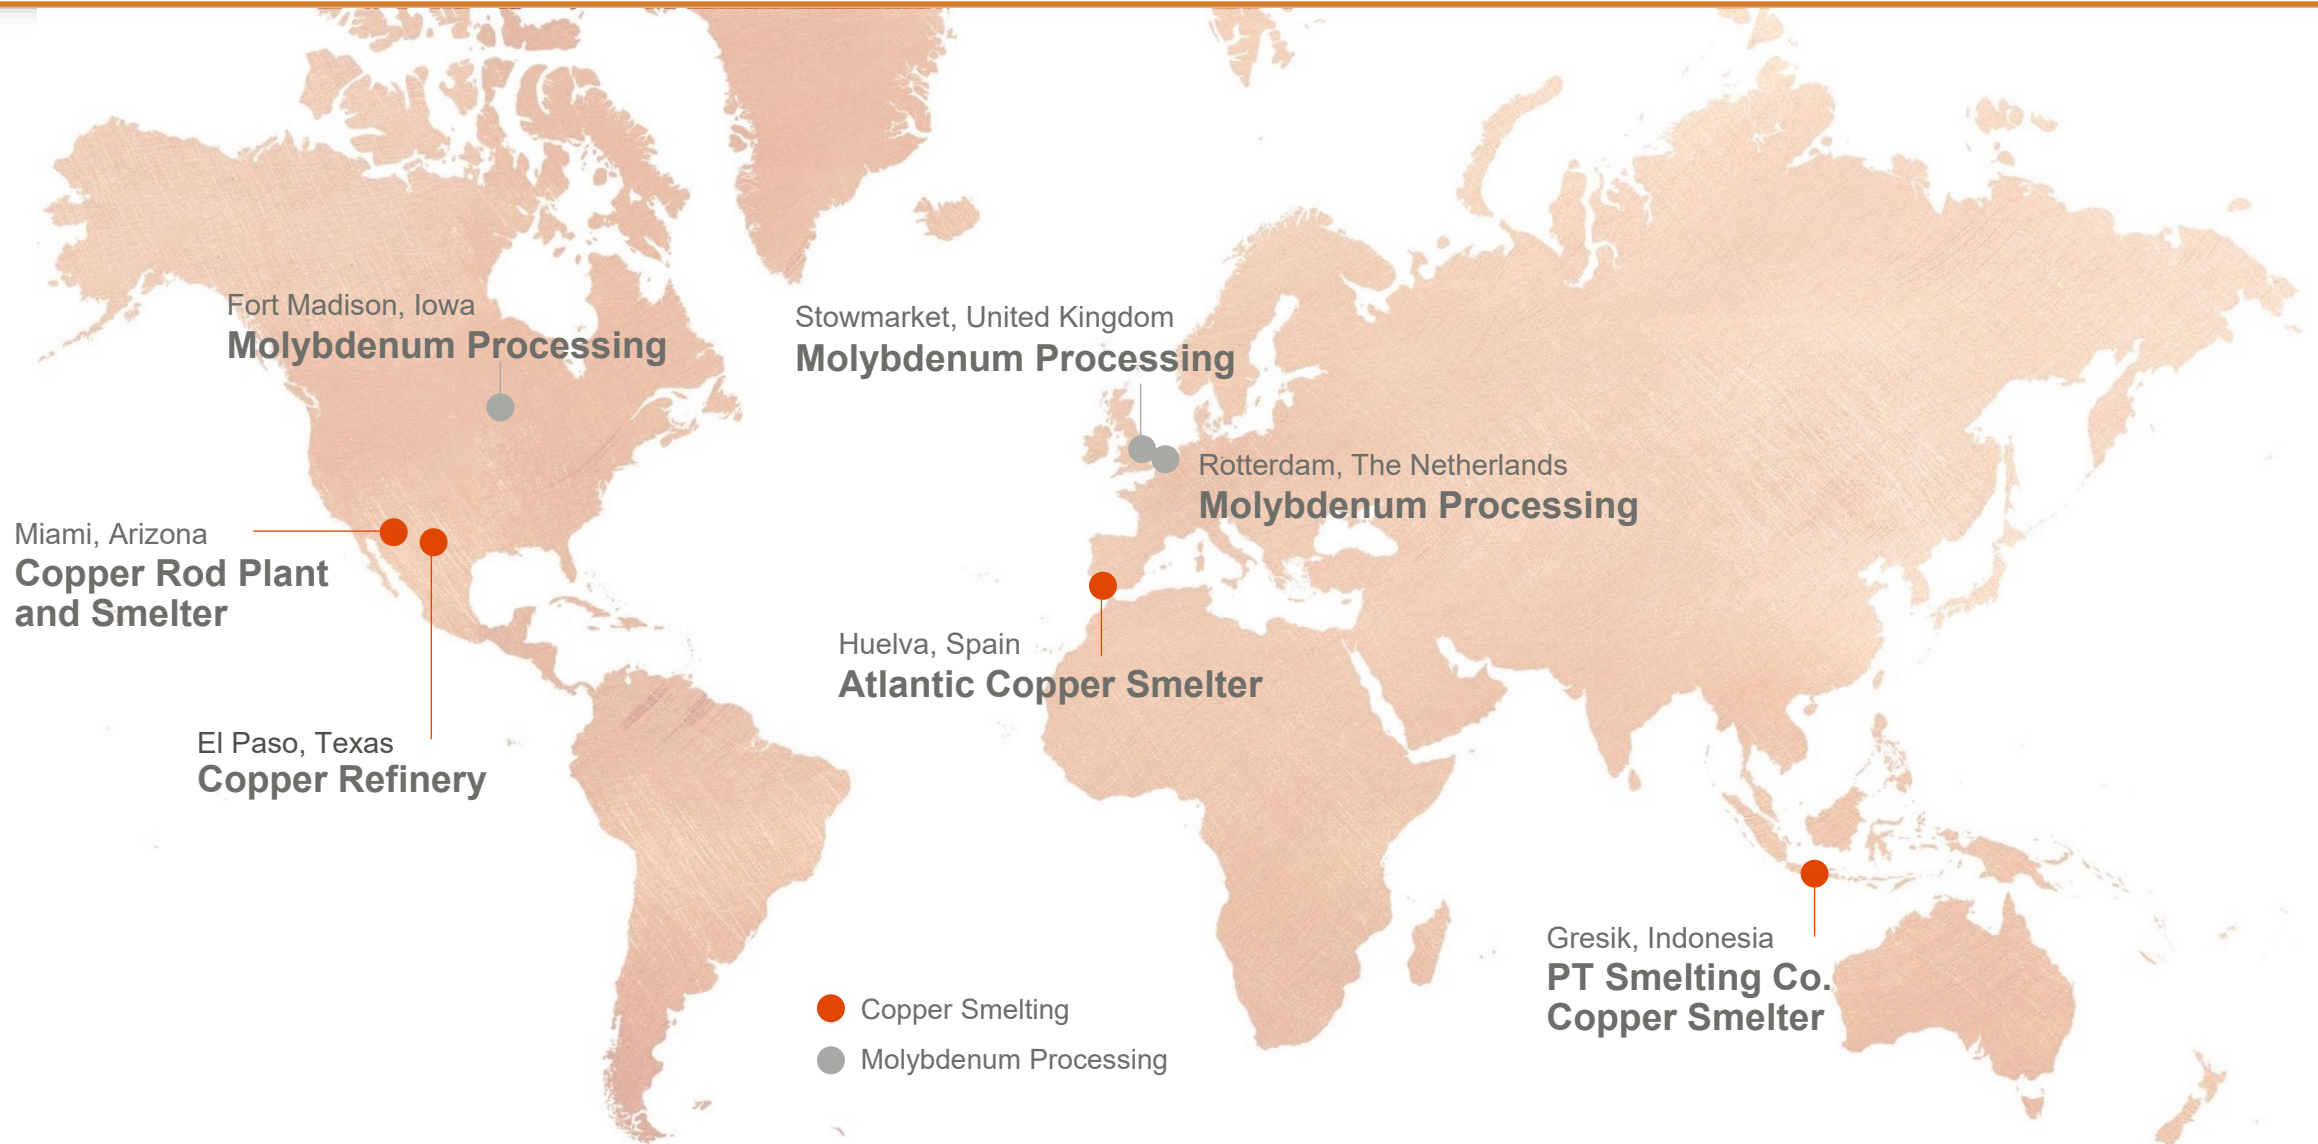 Fort Madison, Iowa
Molybdenum Processing
Stowmarket, United Kingdom
Molybdenum Processing
Rotterdam, The Netherlands
Molybdenum Processing
Miami, Arizona
Copper Rod Plant
and Smelter
Huelva, Spain
Atlantic Copper Smelter
El Paso, Texas
Copper Refinery
Gresik, Indonesia
PT Smelting Co.
Copper Smelter
Copper Smelting
Molybdenum Processing